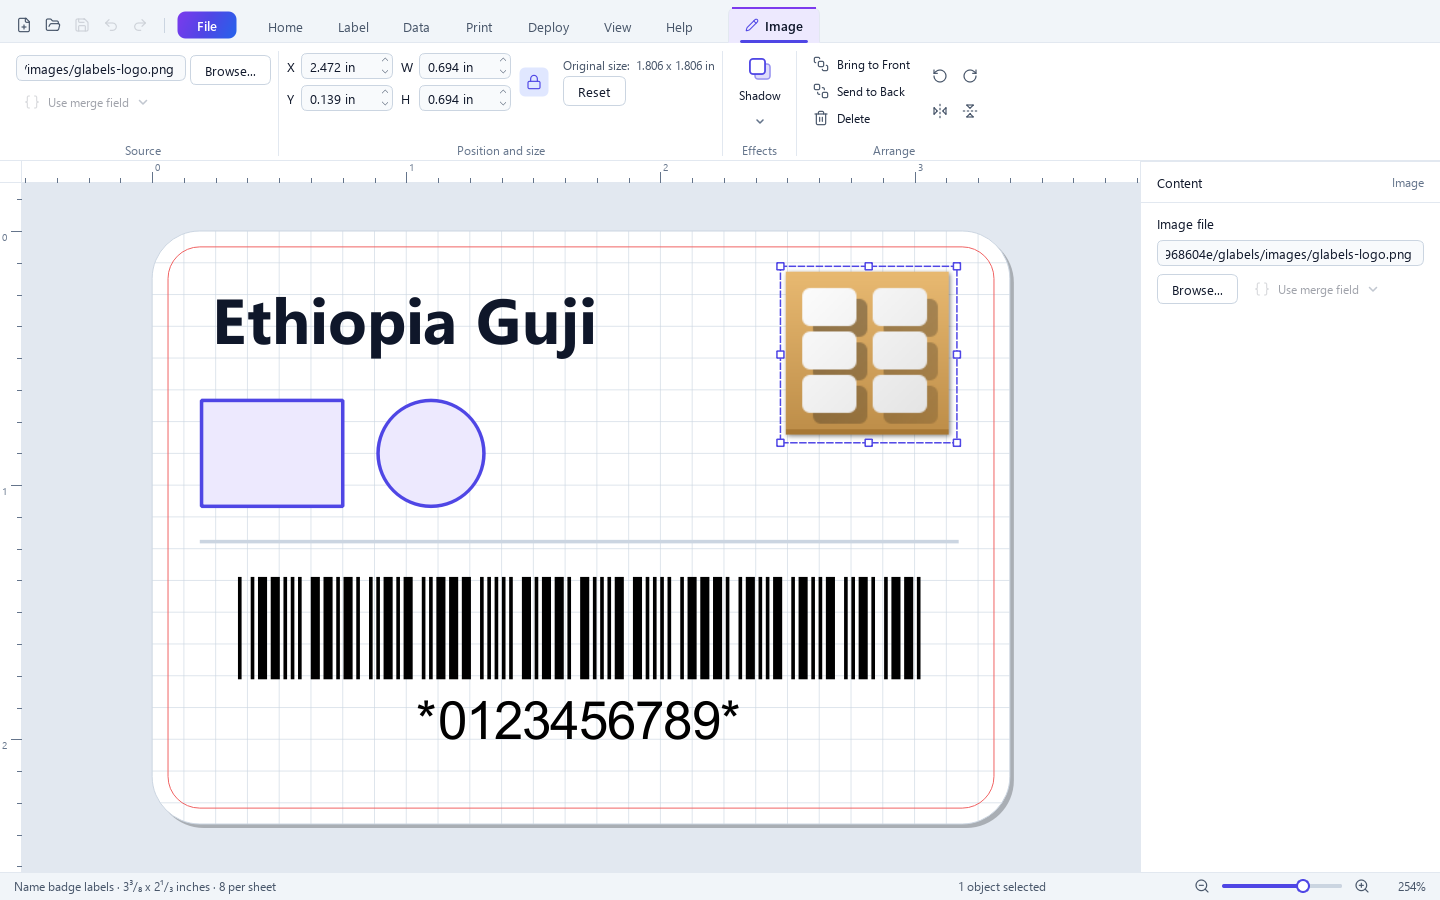 File
Home
Label
Data
Print
Deploy
View
Help
Image
/images/glabels-logo.png
Browse...
{ } Use merge field
Source
X 2.472 in
W 0.694 in
Y 0.139 in
H 0.694 in
Original size: 1.806 x 1.806 in
Reset
Position and size
Shadow
Effects
Bring to Front
Send to Back
Delete
Arrange
0 1 2 3
0
1
2
Ethiopia Guji
*0123456789*
Content
Image
Image file
968604e/glabels/images/glabels-logo.png
Browse...
{ } Use merge field
Name badge labels · 3³/₈ x 2¹/₃ inches · 8 per sheet
1 object selected
254%